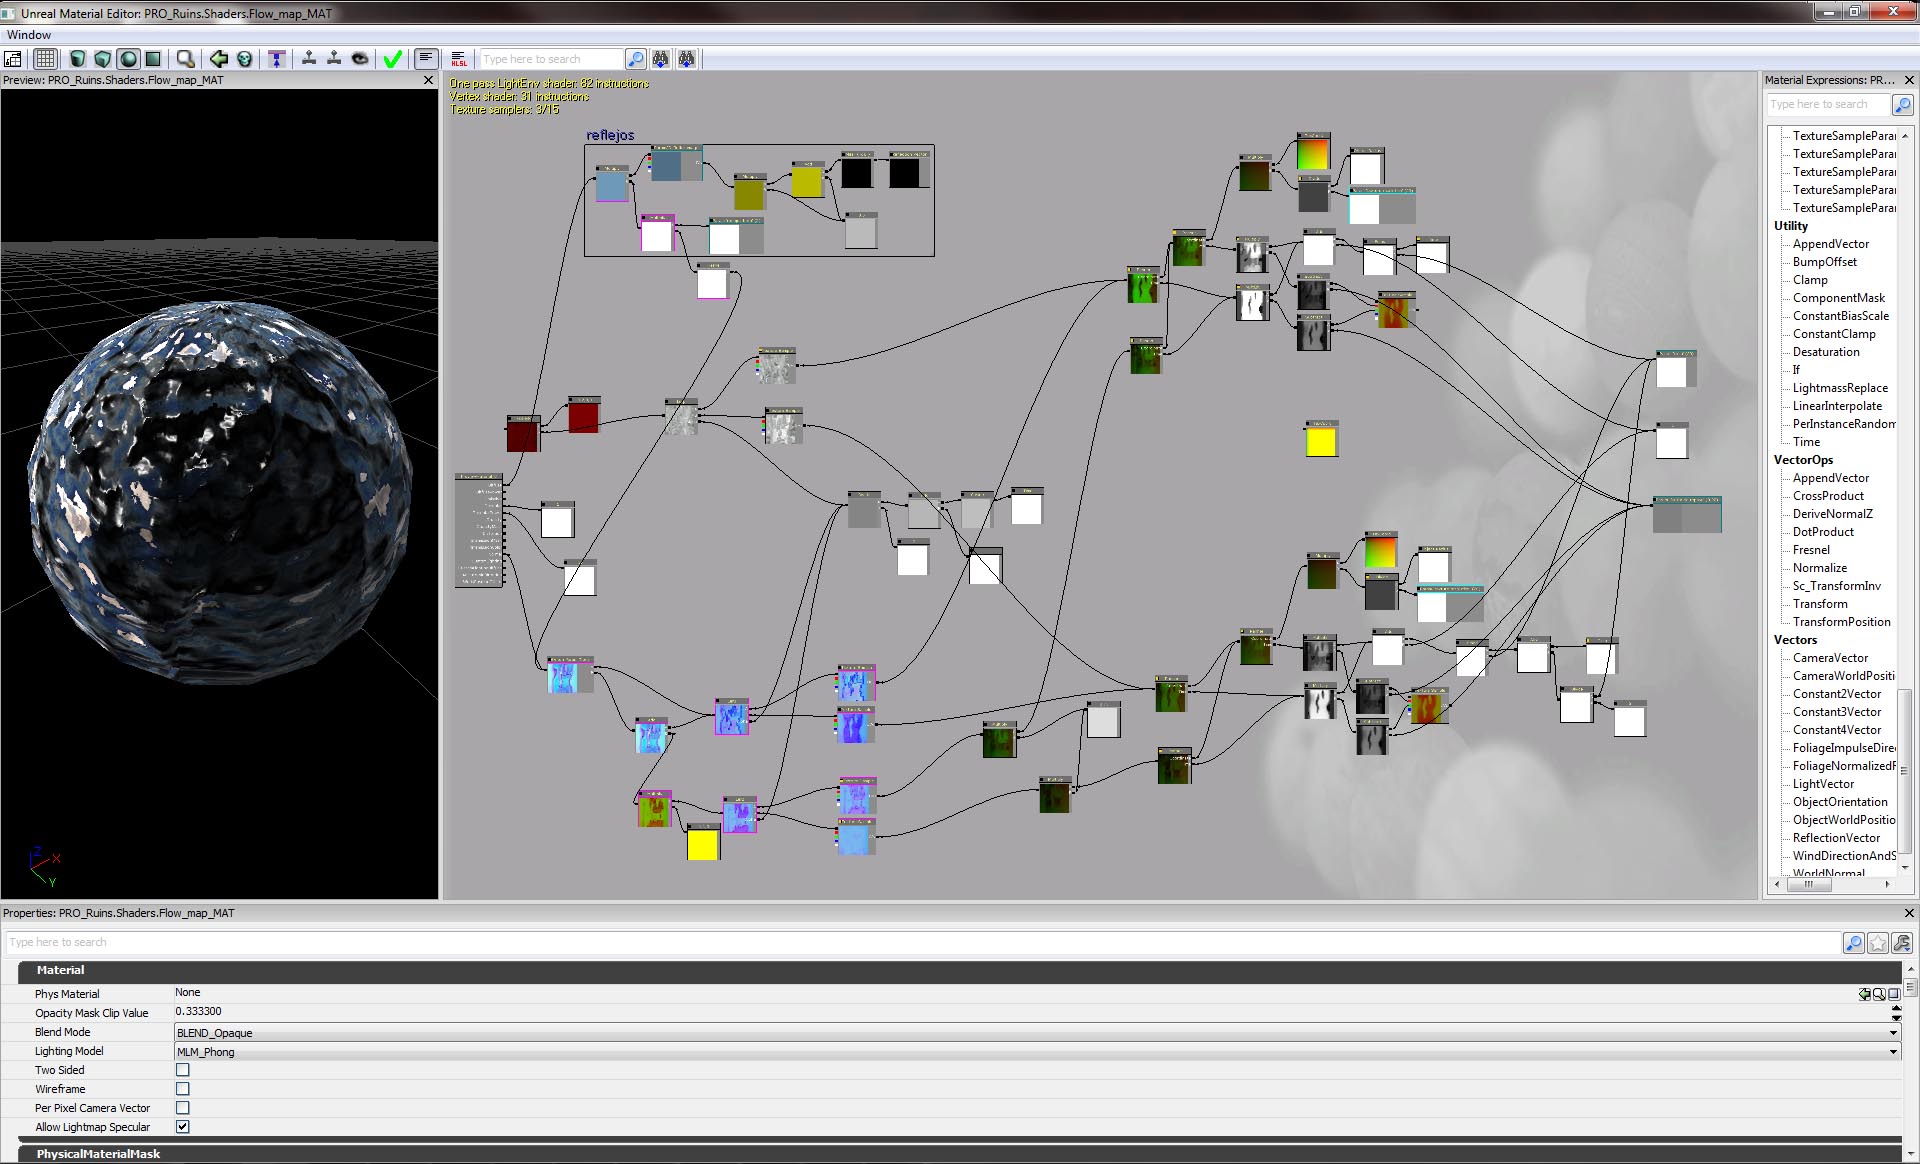 Unreal Material Editor: PRO_Ruins.Shaders.Flow_map_MAT
Window
HLSL
Type here to search
Preview: PRO_Ruins.Shaders.Flow_map_MAT
Z
X
Y
One pass LightEnv shader: 82 instructions
Vertex shader: 31 instructions
Texture samplers: 3/15
reflejos
Material Expressions: PR...
Type here to search
TextureSamplePara
TextureSamplePara
TextureSamplePara
TextureSamplePara
TextureSamplePara
Utility
AppendVector
BumpOffset
Clamp
ComponentMask
ConstantBiasScale
ConstantClamp
Desaturation
If
LightmassReplace
LinearInterpolate
PerInstanceRandom
Time
VectorOps
AppendVector
CrossProduct
DeriveNormalZ
DotProduct
Fresnel
Normalize
Sc_TransformInv
Transform
TransformPosition
Vectors
CameraVector
CameraWorldPositi
Constant2Vector
Constant3Vector
Constant4Vector
FoliageImpulseDirec
FoliageNormalizedR
LightVector
ObjectOrientation
ObjectWorldPositio
ReflectionVector
WindDirectionAndS
WorldNormal
Properties: PRO_Ruins.Shaders.Flow_map_MAT
Type here to search
Material
Phys Material None
Opacity Mask Clip Value 0.333300
Blend Mode BLEND_Opaque
Lighting Model MLM_Phong
Two Sided
Wireframe
Per Pixel Camera Vector
Allow Lightmap Specular
PhysicalMaterialMask